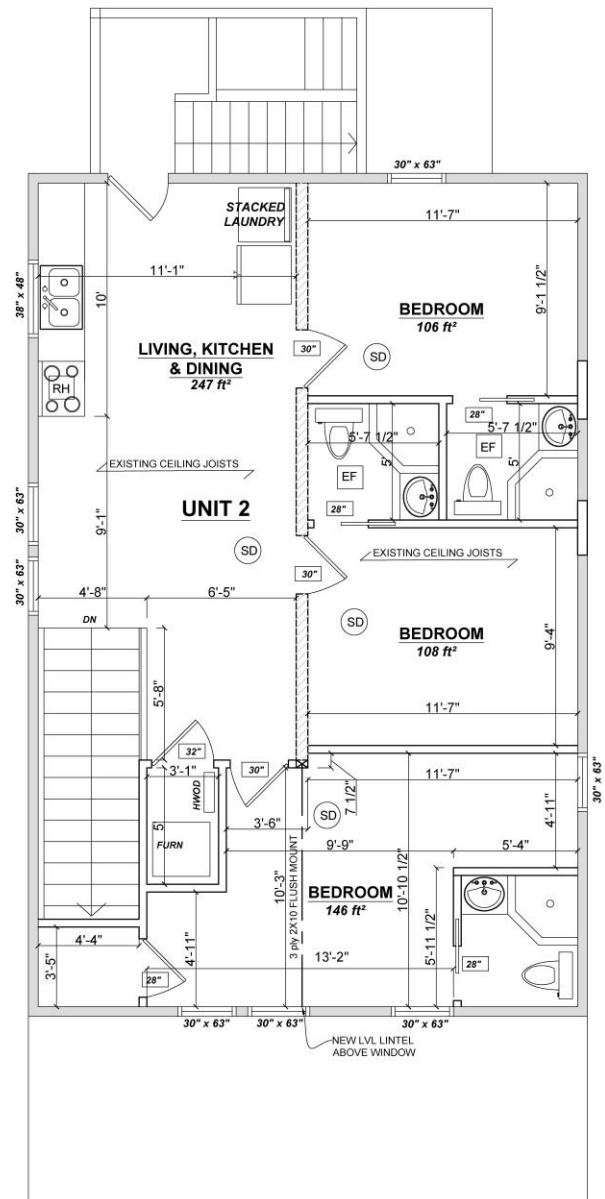 30" x 63"
STACKED
LAUNDRY
11'-7"
11'-1"
10'
9'-1 1/2"
38" x 48"
BEDROOM
106 ft²
LIVING, KITCHEN
& DINING
247 ft²
30"
SD
RH
28"
5'-7 1/2"
5'-7 1/2"
EF
EF
5'
5'
28"
EXISTING CEILING JOISTS
UNIT 2
9'-1"
30" x 63"
SD
30"
EXISTING CEILING JOISTS
30" x 63"
4'-8"
6'-5"
DN
SD
BEDROOM
108 ft²
9'-4"
5'-8"
11'-7"
32"
3'-1"
30"
HWOD
7 1/2"
11'-7"
4'-11"
30" x 63"
SD
3'-6"
5'
FURN
9'-9"
5'-4"
10'-3"
3 ply 2X10 FLUSH MOUNT
BEDROOM
146 ft²
10'-10 1/2"
5'-11 1/2"
4'-4"
3'-5"
4'-11"
13'-2"
28"
28"
30" x 63"
30" x 63"
30" x 63"
NEW LVL LINTEL
ABOVE WINDOW